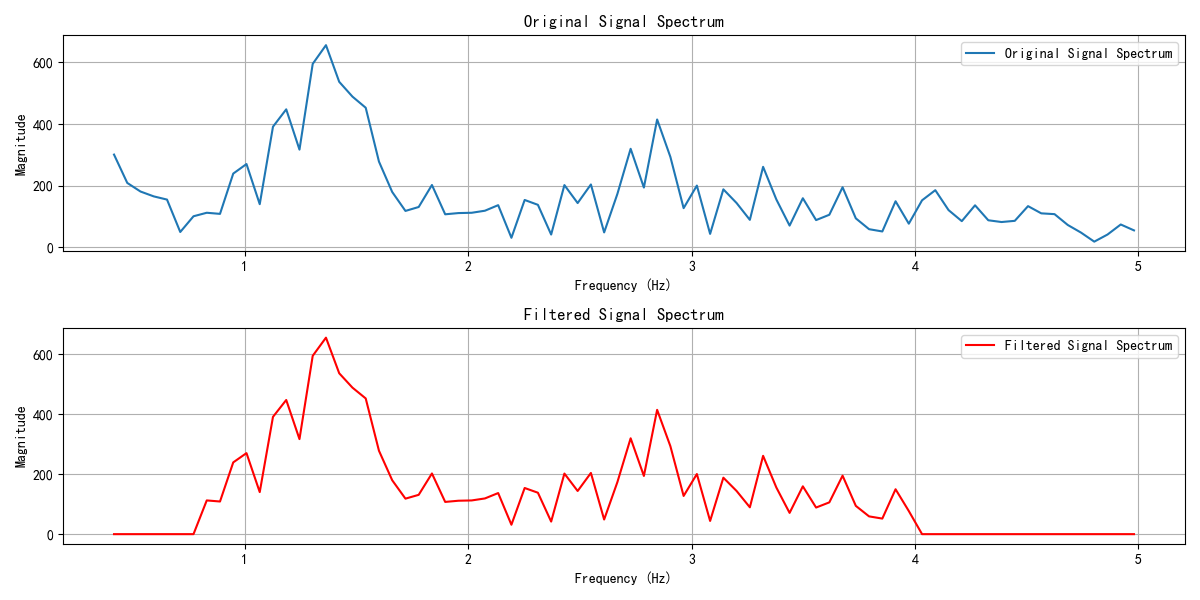 Original Signal Spectrum
Original Signal Spectrum
Magnitude
600
400
200
0
1 2 3 4 5
Frequency (Hz)
Filtered Signal Spectrum
Filtered Signal Spectrum
Magnitude
600
400
200
0
1 2 3 4 5
Frequency (Hz)